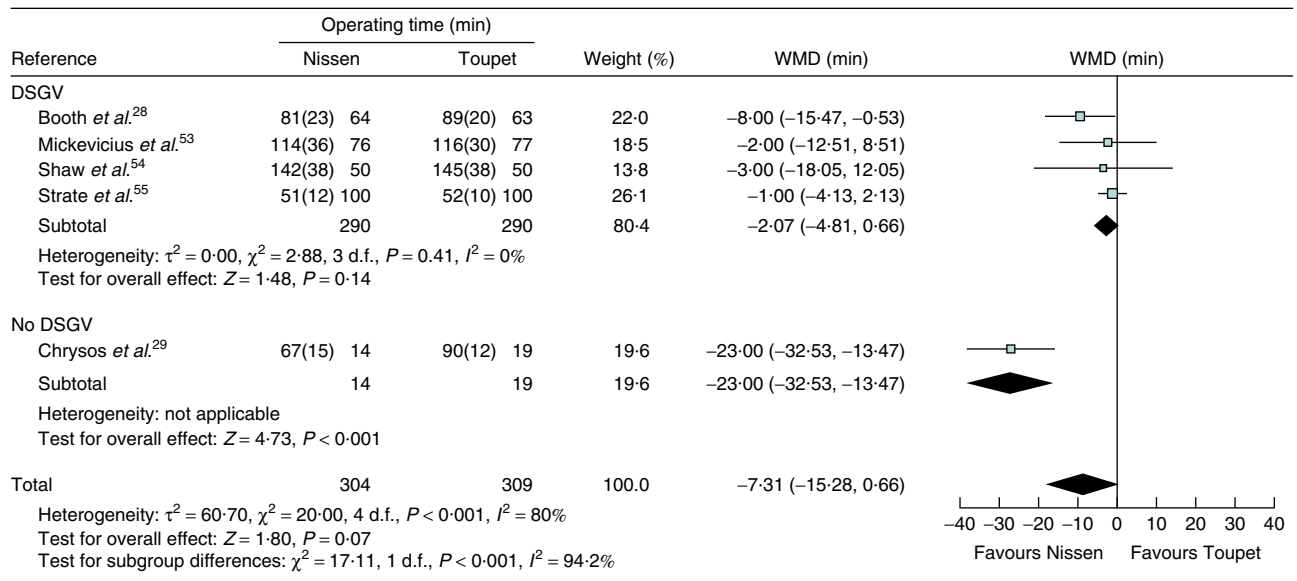 Operating time (min)
Reference Nissen Toupet Weight (%) WMD (min) WMD (min)
DSGV
Booth et al.28 81(23) 64 89(20) 63 22·0 −8·00 (−15·47, −0·53)
Mickevicius et al.53 114(36) 76 116(30) 77 18·5 −2·00 (−12·51, 8·51)
Shaw et al.54 142(38) 50 145(38) 50 13·8 −3·00 (−18·05, 12·05)
Strate et al.55 51(12) 100 52(10) 100 26·1 −1·00 (−4·13, 2·13)
Subtotal 290 290 80·4 −2·07 (−4·81, 0·66)
Heterogeneity: τ2 = 0·00, χ2 = 2·88, 3 d.f., P = 0.41, I2 = 0%
Test for overall effect: Z = 1·48, P = 0·14
No DSGV
Chrysos et al.29 67(15) 14 90(12) 19 19·6 −23·00 (−32·53, −13·47)
Subtotal 14 19 19·6 −23·00 (−32·53, −13·47)
Heterogeneity: not applicable
Test for overall effect: Z = 4·73, P < 0·001
Total 304 309 100.0 −7·31 (−15·28, 0·66)
Heterogeneity: τ2 = 60·70, χ2 = 20·00, 4 d.f., P < 0·001, I2 = 80%
Test for overall effect: Z = 1·80, P = 0·07
Test for subgroup differences: χ2 = 17·11, 1 d.f., P < 0·001, I2 = 94·2%
−40 −30 −20 −10 0 10 20 30 40
Favours Nissen Favours Toupet